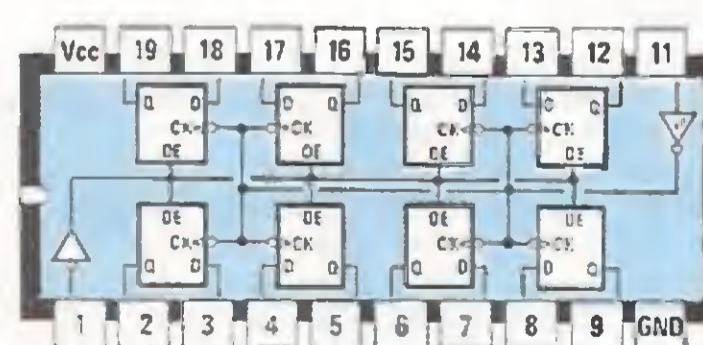 Vcc 19 18 17 16 15 14 13 12 11
Q D D Q Q D D Q
CK CK CK CK
OE OE OE OE
OE OE OE OE
CK CK CK CK
Q D D Q Q D D Q
1 2 3 4 5 6 7 8 9 GND